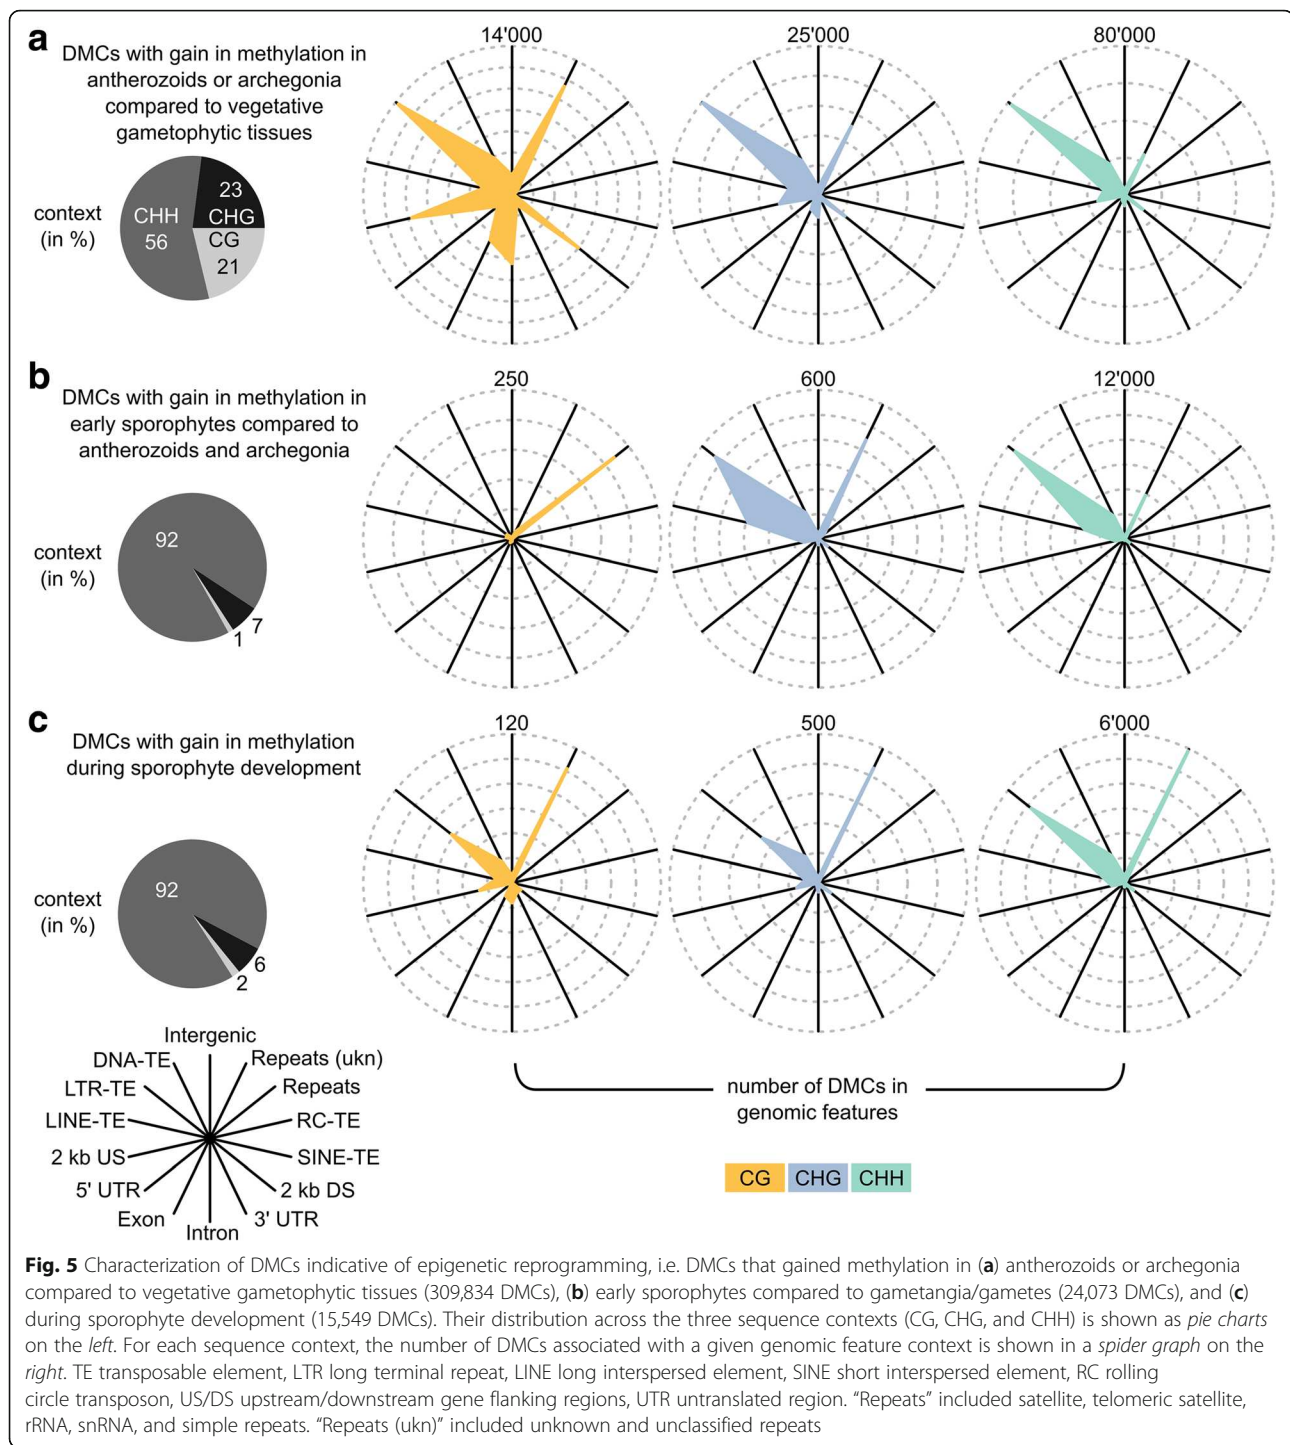 a
DMCs with gain in methylation in
antherozoids or archegonia
compared to vegetative
gametophytic tissues
14'000
25'000
80'000
context
(in %)
CHH
56
23
CHG
CG
21
b
DMCs with gain in methylation in
early sporophytes compared to
antherozoids and archegonia
250
600
12'000
context
(in %)
92
7
1
c
DMCs with gain in methylation
during sporophyte development
120
500
6'000
context
(in %)
92
6
2
Intergenic
DNA-TE
Repeats (ukn)
LTR-TE
Repeats
LINE-TE
RC-TE
2 kb US
SINE-TE
5' UTR
2 kb DS
Exon
Intron
3' UTR
number of DMCs in
genomic features
CG CHG CHH
Fig. 5 Characterization of DMCs indicative of epigenetic reprogramming, i.e. DMCs that gained methylation in (a) antherozoids or archegonia
compared to vegetative gametophytic tissues (309,834 DMCs), (b) early sporophytes compared to gametangia/gametes (24,073 DMCs), and (c)
during sporophyte development (15,549 DMCs). Their distribution across the three sequence contexts (CG, CHG, and CHH) is shown as pie charts
on the left. For each sequence context, the number of DMCs associated with a given genomic feature context is shown in a spider graph on the
right. TE transposable element, LTR long terminal repeat, LINE long interspersed element, SINE short interspersed element, RC rolling
circle transposon, US/DS upstream/downstream gene flanking regions, UTR untranslated region. “Repeats” included satellite, telomeric satellite,
rRNA, snRNA, and simple repeats. “Repeats (ukn)” included unknown and unclassified repeats